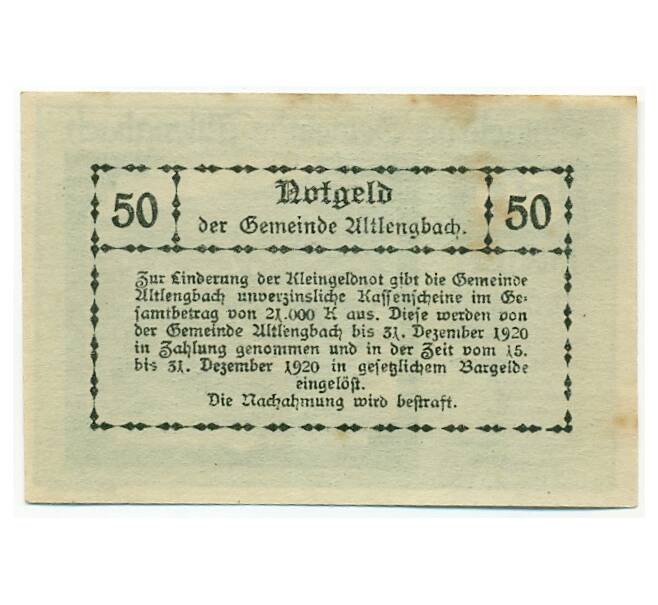 50 Notgeld 50
der Gemeinde Altlengbach.
Zur Linderung der Kleingeldnot gibt die Gemeinde
Altlengbach unverzinsliche Kassenscheine im Ge-
samtbetrag von 21.000 K aus. Diese werden von
der Gemeinde Altlengbach bis 31. Dezember 1920
in Zahlung genommen und in der Zeit vom 15.
bis 31. Dezember 1920 in gesetzlichem Bargelde
eingelöst.
Die Nachahmung wird bestraft.